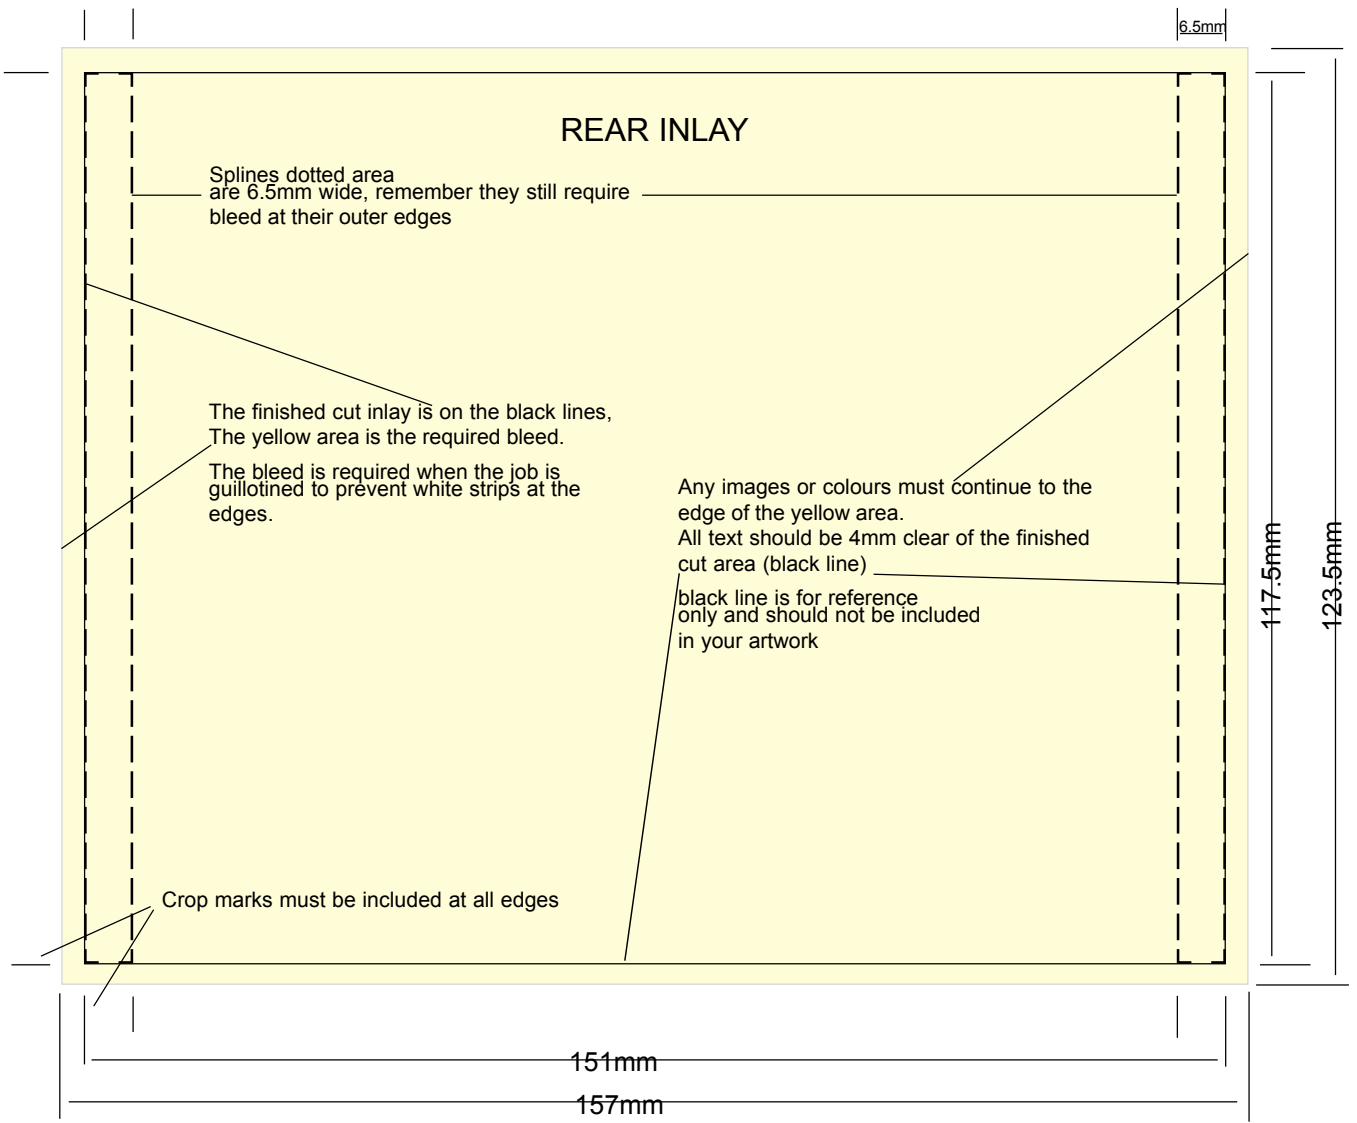 6.5mm
REAR INLAY
Splines dotted area
are 6.5mm wide, remember they still require
bleed at their outer edges
The finished cut inlay is on the black lines,
The yellow area is the required bleed.
The bleed is required when the job is
guillotined to prevent white strips at the
edges.
Any images or colours must continue to the
edge of the yellow area.
All text should be 4mm clear of the finished
cut area (black line)
black line is for reference
only and should not be included
in your artwork
117.5mm
123.5mm
Crop marks must be included at all edges
151mm
157mm